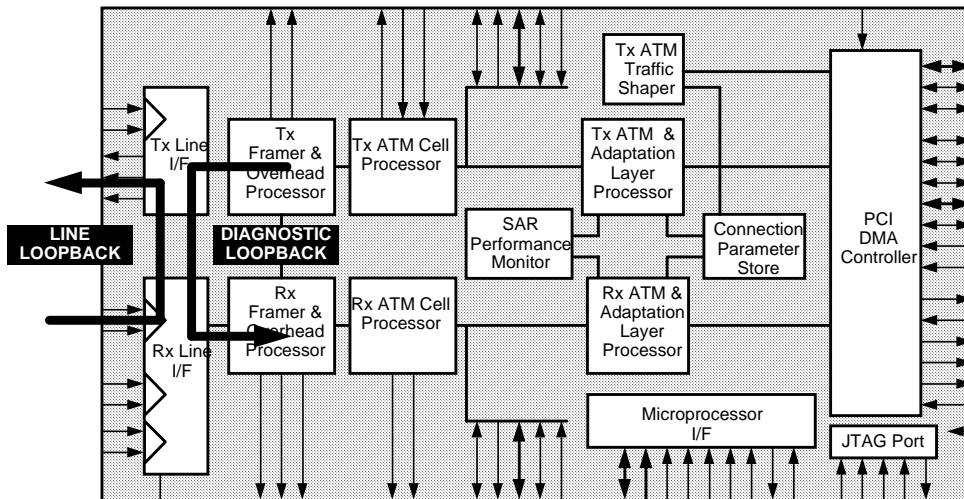 Tx ATM
Traffic
Shaper
Tx Line
I/F
Tx
Framer &
Overhead
Processor
Tx ATM Cell
Processor
Tx ATM &
Adaptation
Layer
Processor
PCI
DMA
Controller
LINE
LOOPBACK
DIAGNOSTIC
LOOPBACK
SAR
Performance
Monitor
Connection
Parameter
Store
Rx Line
I/F
Rx
Framer &
Overhead
Processor
Rx ATM Cell
Processor
Rx ATM &
Adaptation
Layer
Processor
Microprocessor
I/F
JTAG Port